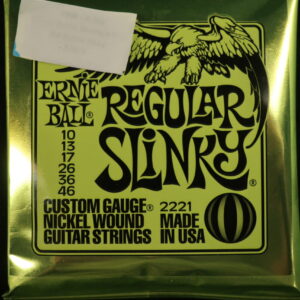 ERNIE
BALL®
REGULAR
SLINKY®
10
13
17
26
36
46
CUSTOM GAUGE® 2221
NICKEL WOUND MADE
GUITAR STRINGS IN USA